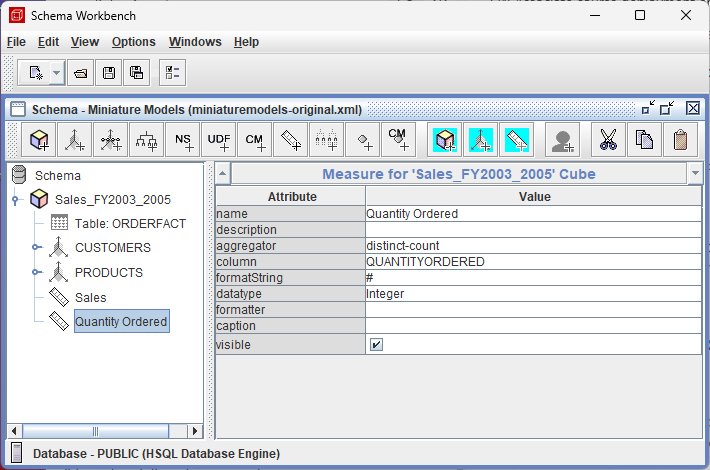 Schema Workbench
File Edit View Options Windows Help
Schema - Miniature Models (miniaturemodels-original.xml)
NS UDF CM CM
Schema
Sales_FY2003_2005
Table: ORDERFACT
CUSTOMERS
PRODUCTS
Sales
Quantity Ordered
Measure for 'Sales_FY2003_2005' Cube
Attribute Value
name Quantity Ordered
description
aggregator distinct-count
column QUANTITYORDERED
formatString #
datatype Integer
formatter
caption
visible
Database - PUBLIC (HSQL Database Engine)